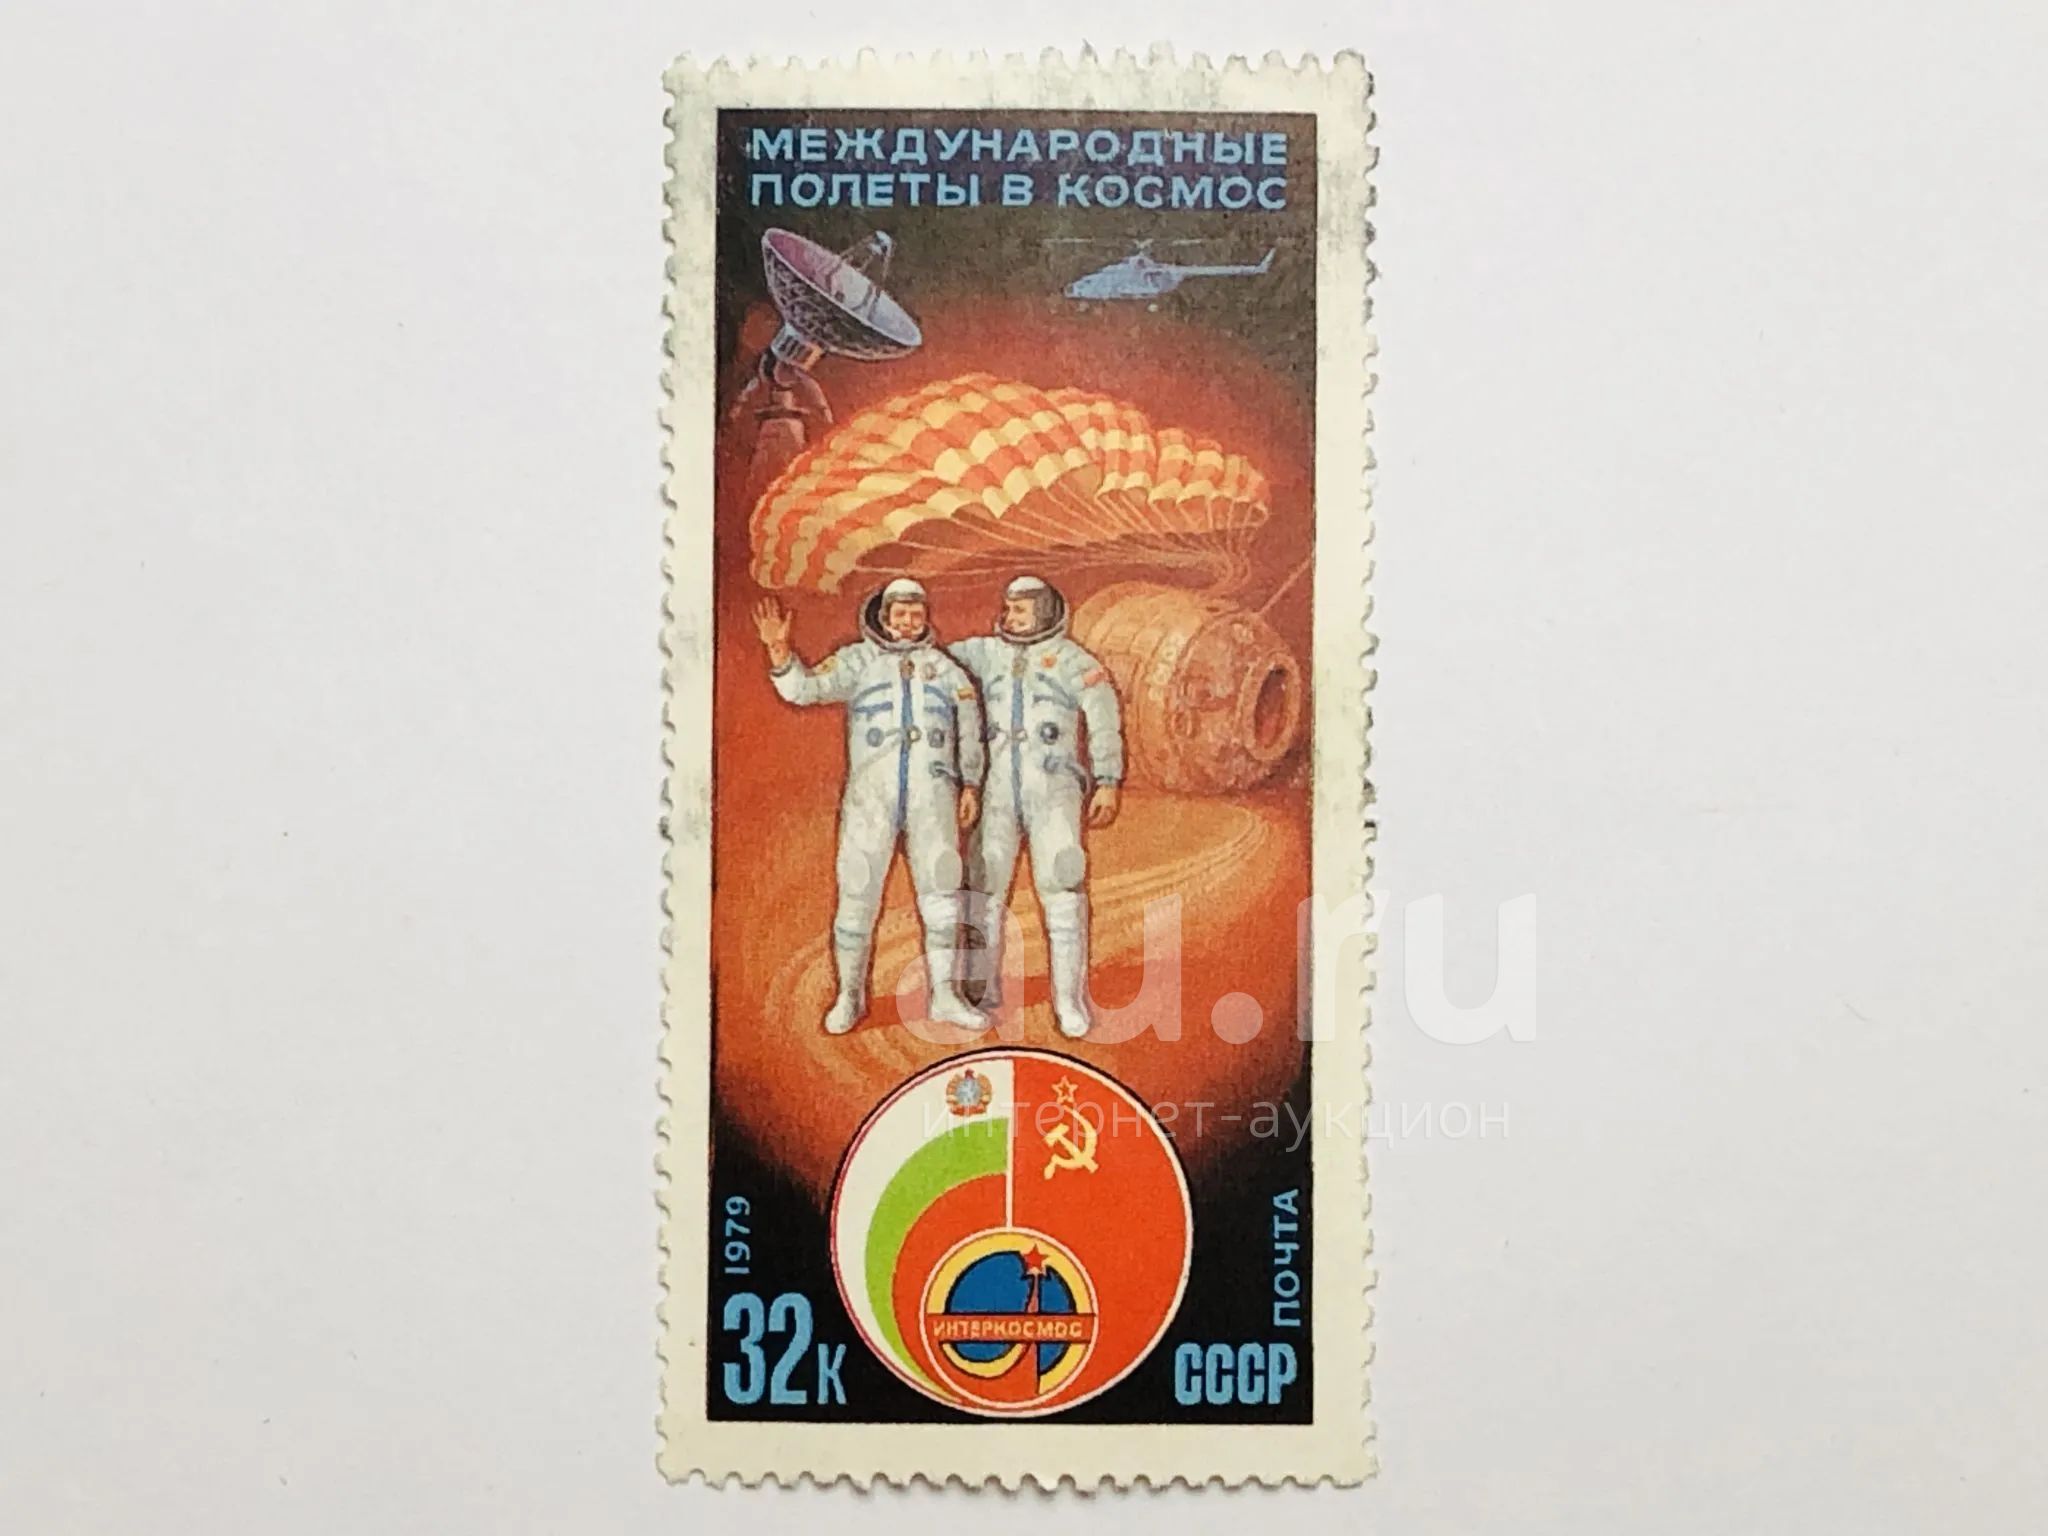 МЕЖДУНАРОДНЫЕ
ПОЛЕТЫ В КОСМОС
au.ru
интернет-аукцион
1979
32к
ИНТЕРКОСМОС
ПОЧТА
СССР